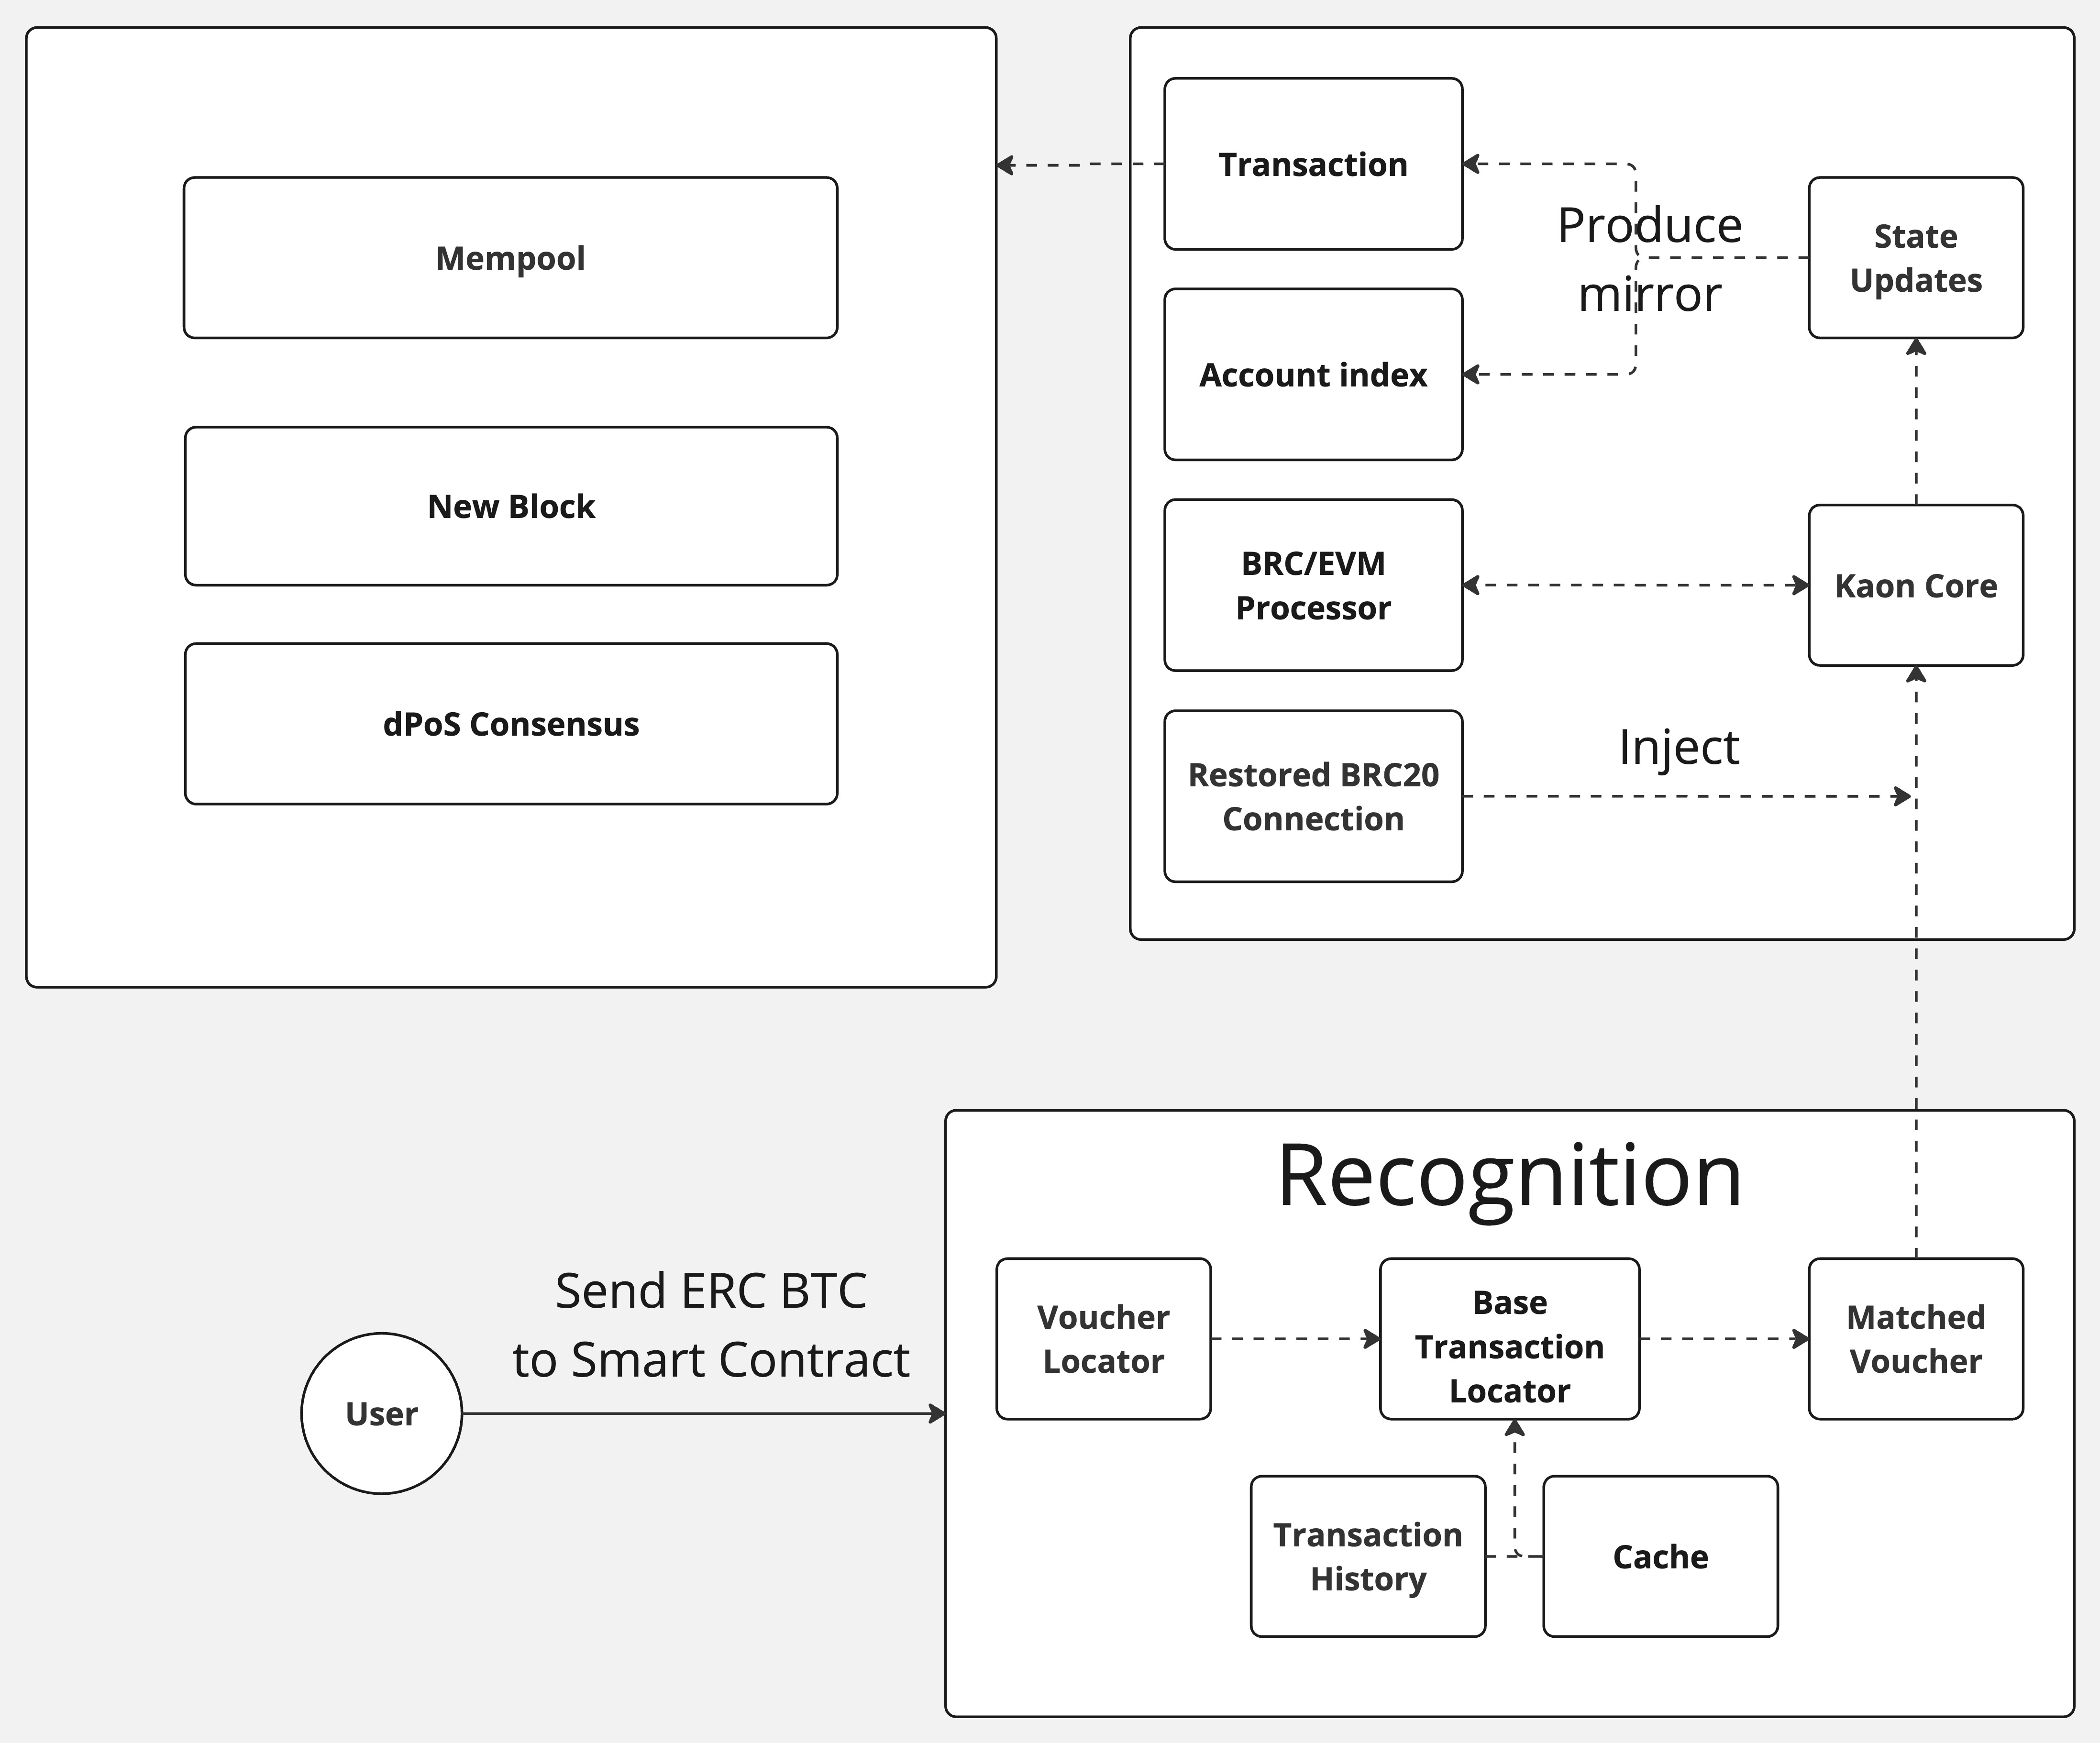 Mempool
New Block
dPoS Consensus
Transaction
Account index
BRC/EVM
Processor
Restored BRC20
Connection
Produce
mirror
State
Updates
Kaon Core
Inject
Recognition
Send ERC BTC
to Smart Contract
User
Voucher
Locator
Base
Transaction
Locator
Matched
Voucher
Transaction
History
Cache